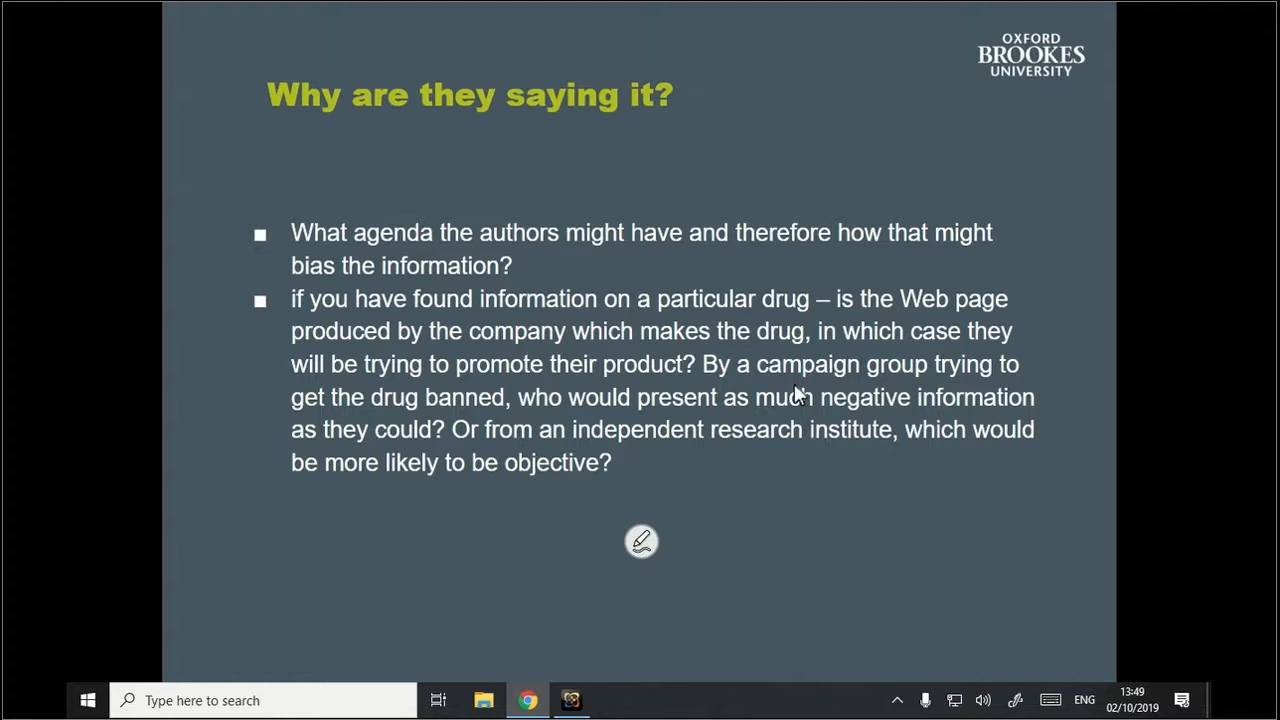 OXFORD
BROOKES
UNIVERSITY
Why are they saying it?
What agenda the authors might have and therefore how that might
bias the information?
if you have found information on a particular drug – is the Web page
produced by the company which makes the drug, in which case they
will be trying to promote their product? By a campaign group trying to
get the drug banned, who would present as much negative information
as they could? Or from an independent research institute, which would
be more likely to be objective?
Type here to search
ENG
13:49
02/10/2019